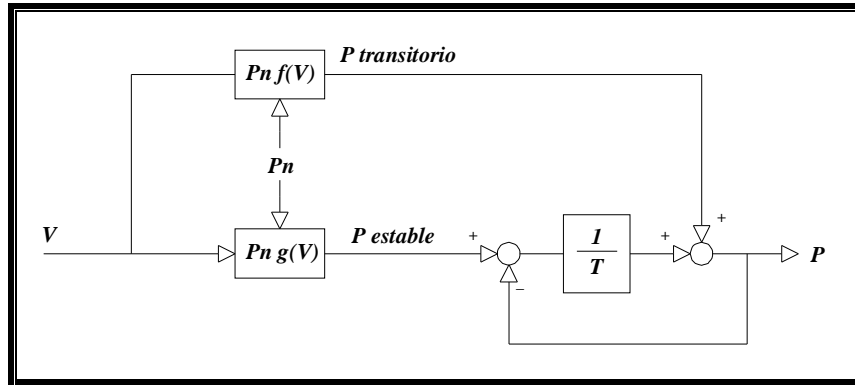 P transitorio
Pn f(V)
Pn
V
P estable
Pn g(V)
+
−
1
T
+
+
P